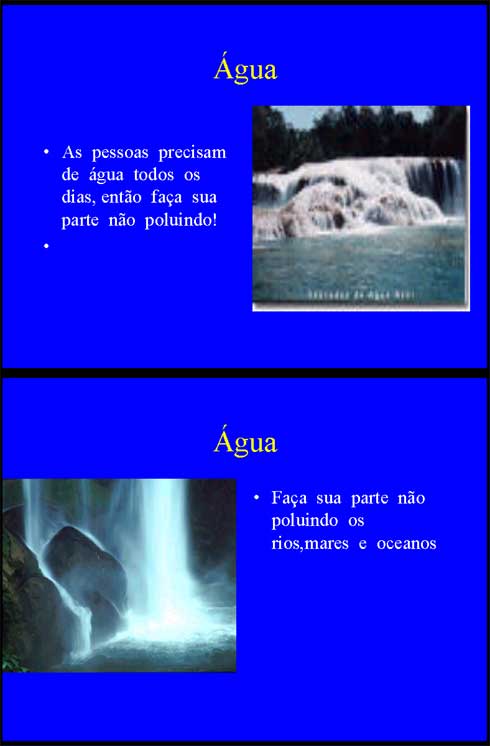 Água
• As pessoas precisam
de água todos os
dias, então faça sua
parte não poluindo!
•
Água
• Faça sua parte não
poluindo os
rios,mares e oceanos